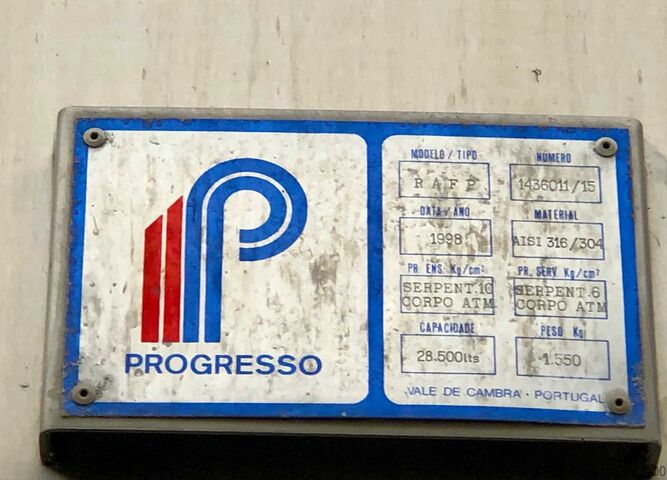 PROGRESSO
MODELO / TIPO
R A F P
NUMERO
1436011/15
DATA / ANO
1998
MATERIAL
AISI 316/304
PR ENS. Kg/cm²
SERPENT.10
CORPO ATM
PR. SERV. Kg/cm²
SERPENT.6
CORPO ATM
CAPACIDADE
28.500lts
PESO Kg
1.550
VALE DE CAMBRA · PORTUGAL